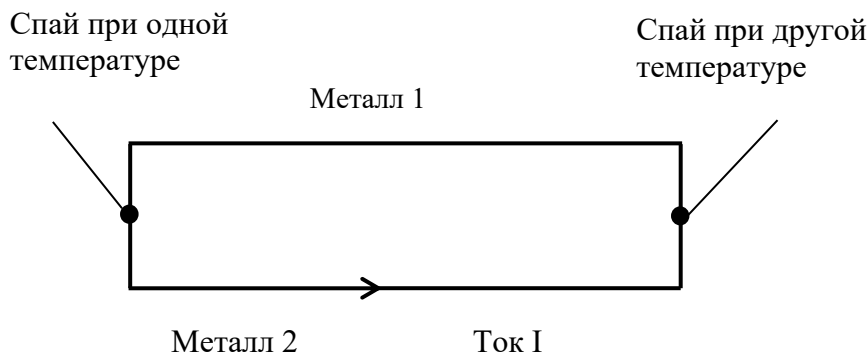 Спай при одной
температуре
Спай при другой
температуре
Металл 1
Металл 2
Ток I